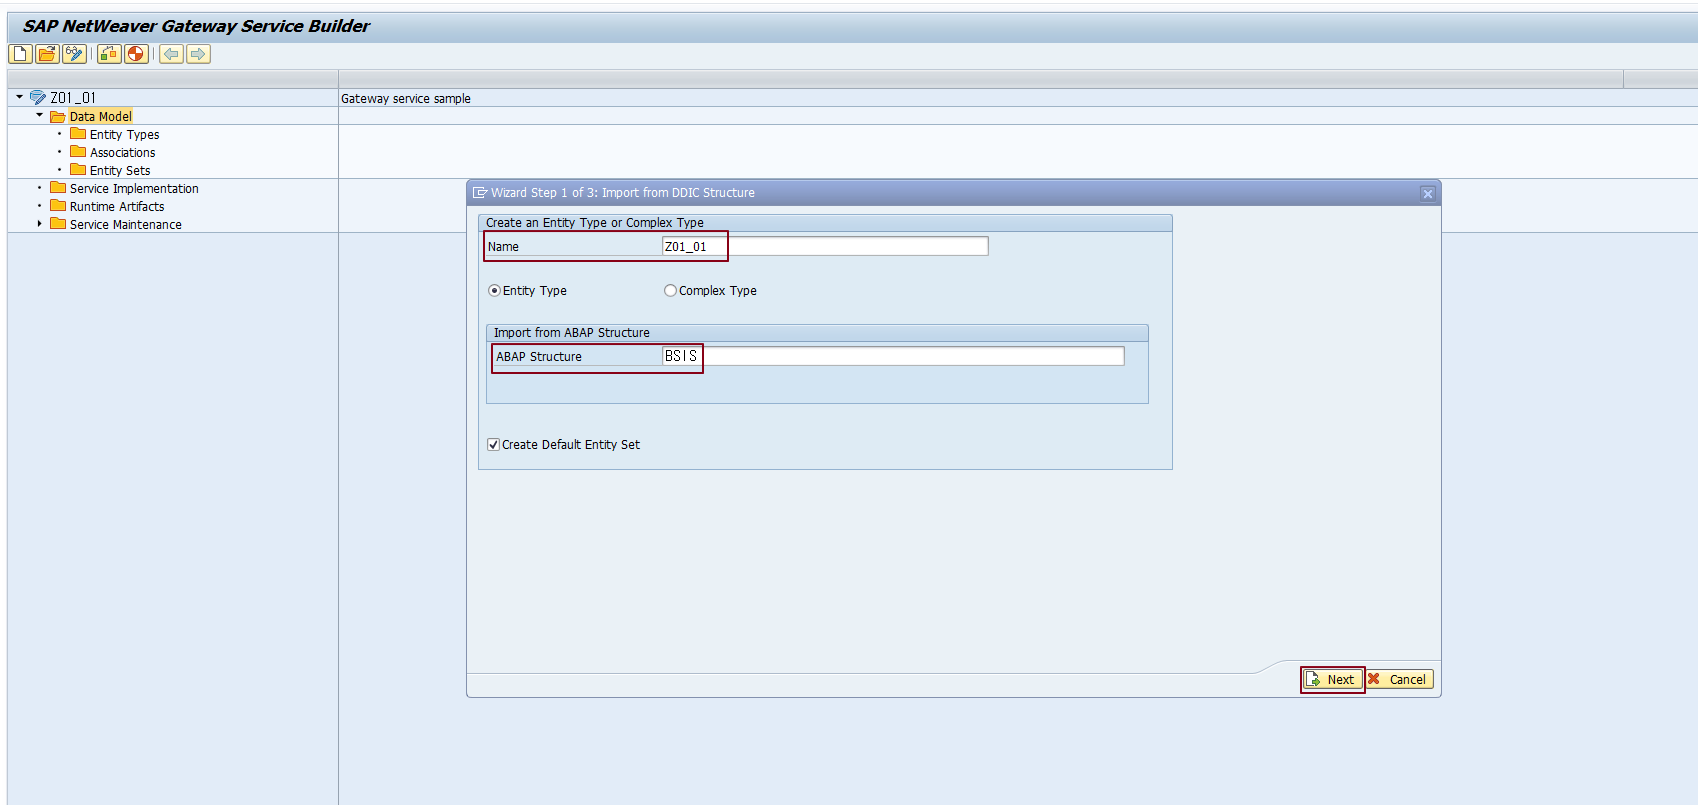 SAP NetWeaver Gateway Service Builder
Z01_01 Gateway service sample
Data Model
Entity Types
Associations
Entity Sets
Service Implementation
Runtime Artifacts
Service Maintenance
Wizard Step 1 of 3: Import from DDIC Structure
Create an Entity Type or Complex Type
Name Z01_01
Entity Type Complex Type
Import from ABAP Structure
ABAP Structure BSIS
Create Default Entity Set
Next Cancel